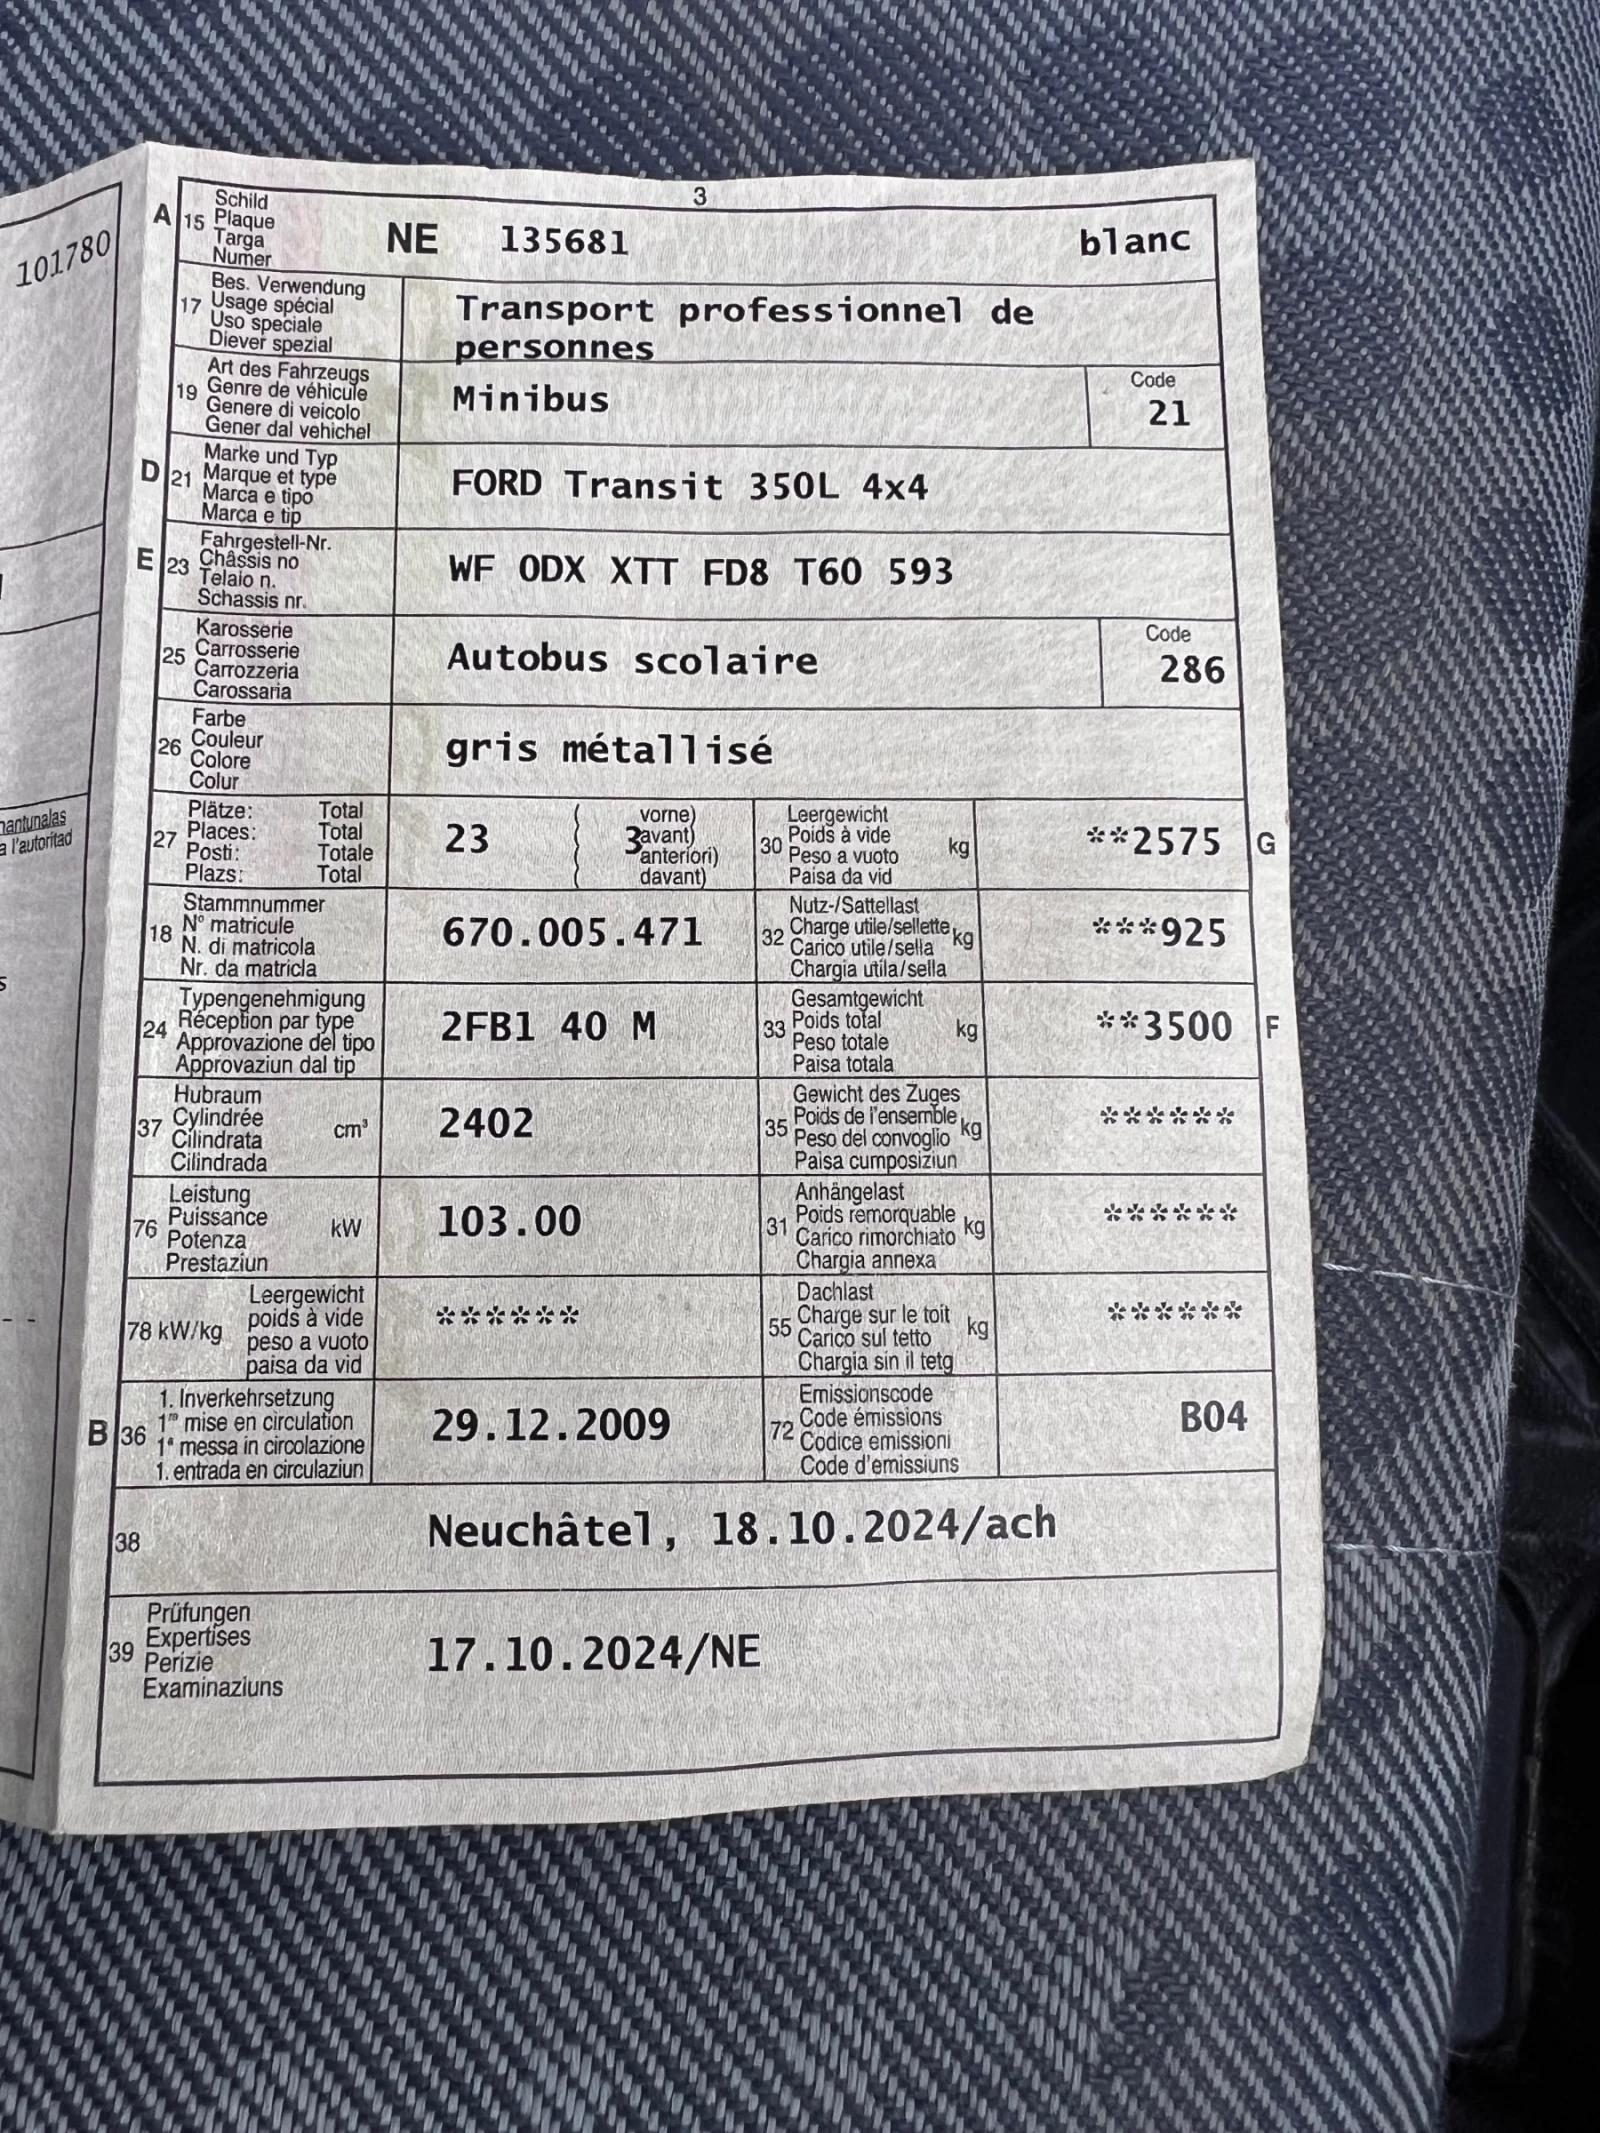 101780
nantunalas
a l'autoritad
s
- -
3
A 15 Schild
Plaque
Targa
Numer
NE 135681 blanc
17 Bes. Verwendung
Usage spécial
Uso speciale
Diever spezial
Transport professionnel de
personnes
19 Art des Fahrzeugs
Genre de véhicule
Genere di veicolo
Gener dal vehichel
Minibus
Code
21
D 21 Marke und Typ
Marque et type
Marca e tipo
Marca e tip
FORD Transit 350L 4x4
E 23 Fahrgestell-Nr.
Châssis no
Telaio n.
Schassis nr.
WF 0DX XTT FD8 T60 593
25 Karosserie
Carrosserie
Carrozzeria
Carossaria
Autobus scolaire
Code
286
26 Farbe
Couleur
Colore
Colur
gris métallisé
27 Plätze: Total
Places: Total
Posti: Totale
Plazs: Total
23
( vorne)
( 3 avant)
( anteriori)
( davant)
30 Leergewicht
Poids à vide kg
Peso a vuoto
Paisa da vid
**2575 G
18 Stammnummer
N° matricule
N. di matricola
Nr. da matricla
670.005.471
32 Nutz-/Sattellast
Charge utile/sellette kg
Carico utile/sella
Chargia utila/sella
***925
24 Typengenehmigung
Réception par type
Approvazione del tipo
Approvaziun dal tip
2FB1 40 M
33 Gesamtgewicht
Poids total kg
Peso totale
Paisa totala
**3500 F
37 Hubraum
Cylindrée cm³
Cilindrata
Cilindrada
2402
35 Gewicht des Zuges
Poids de l'ensemble kg
Peso del convoglio
Paisa cumposiziun
******
76 Leistung
Puissance kW
Potenza
Prestaziun
103.00
31 Anhängelast
Poids remorquable kg
Carico rimorchiato
Chargia annexa
******
78 kW/kg Leergewicht
poids à vide
peso a vuoto
paisa da vid
******
55 Dachlast
Charge sur le toit kg
Carico sul tetto
Chargia sin il tetg
******
B 36 1. Inverkehrsetzung
1re mise en circulation
1a messa in circolazione
1. entrada en circulaziun
29.12.2009
72 Emissionscode
Code émissions
Codice emissioni
Code d'emissiuns
B04
38 Neuchâtel, 18.10.2024/ach
39 Prüfungen
Expertises
Perizie
Examinaziuns
17.10.2024/NE